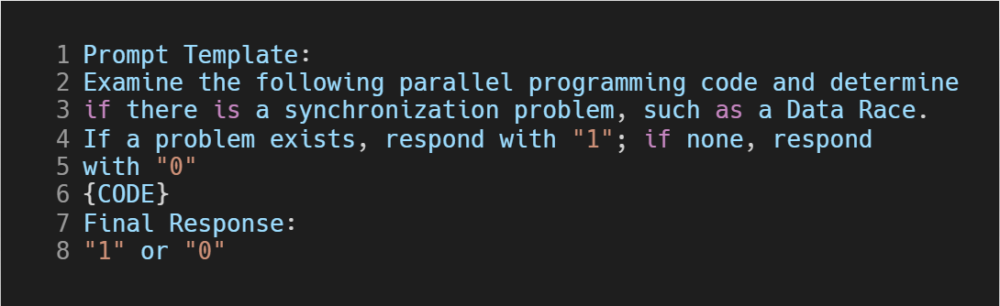 1 Prompt Template:
2 Examine the following parallel programming code and determine
3 if there is a synchronization problem, such as a Data Race.
4 If a problem exists, respond with "1"; if none, respond
5 with "0"
6 {CODE}
7 Final Response:
8 "1" or "0"